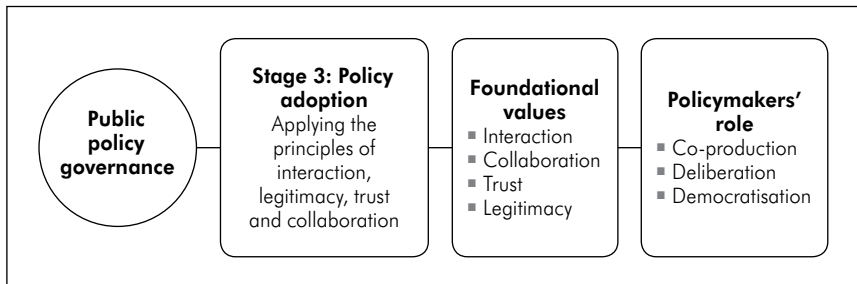 Public
policy
governance
Stage 3: Policy
adoption
Applying the
principles of
interaction,
legitimacy, trust
and collaboration
Foundational
values
▪ Interaction
▪ Collaboration
▪ Trust
▪ Legitimacy
Policymakers’
role
▪ Co-production
▪ Deliberation
▪ Democratisation